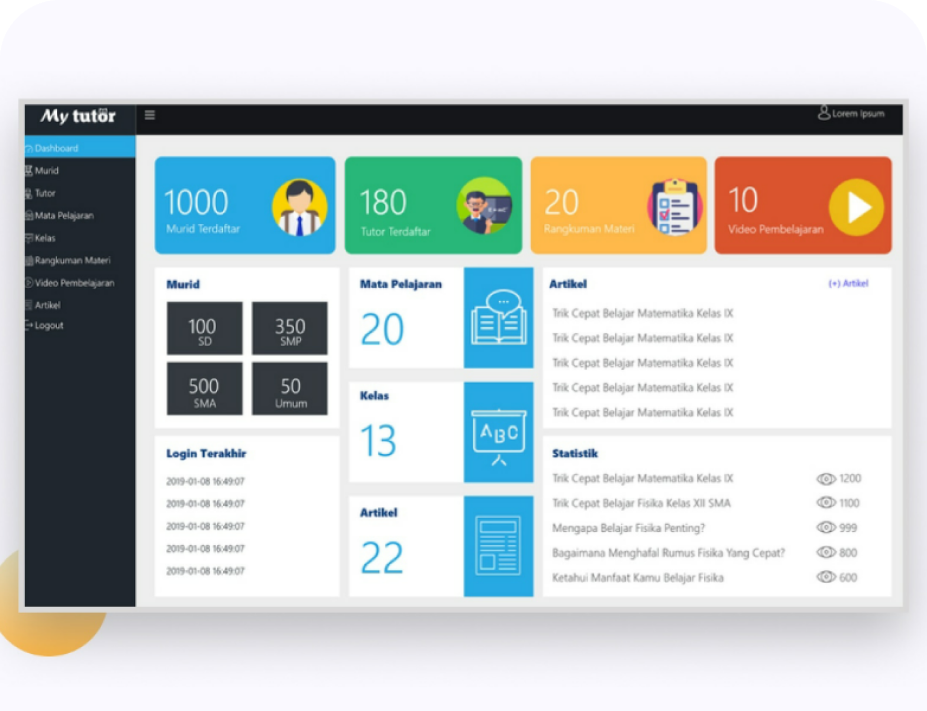 My tutor
Lorem Ipsum
Dashboard
Murid
Tutor
Mata Pelajaran
Kelas
Rangkuman Materi
Video Pembelajaran
Artikel
Logout
1000
Murid Terdaftar
180
Tutor Terdaftar
20
Rangkuman Materi
10
Video Pembelajaran
Murid
100
SD
350
SMP
500
SMA
50
Umum
Login Terakhir
2019-01-08 16:49:07
2019-01-08 16:49:07
2019-01-08 16:49:07
2019-01-08 16:49:07
2019-01-08 16:49:07
Mata Pelajaran
20
Kelas
13
ABC
Artikel
22
Artikel
(+) Artikel
Trik Cepat Belajar Matematika Kelas IX
Trik Cepat Belajar Matematika Kelas IX
Trik Cepat Belajar Matematika Kelas IX
Trik Cepat Belajar Matematika Kelas IX
Trik Cepat Belajar Matematika Kelas IX
Statistik
Trik Cepat Belajar Matematika Kelas IX 1200
Trik Cepat Belajar Fisika Kelas XII SMA 1100
Mengapa Belajar Fisika Penting? 999
Bagaimana Menghafal Rumus Fisika Yang Cepat? 800
Ketahui Manfaat Kamu Belajar Fisika 600